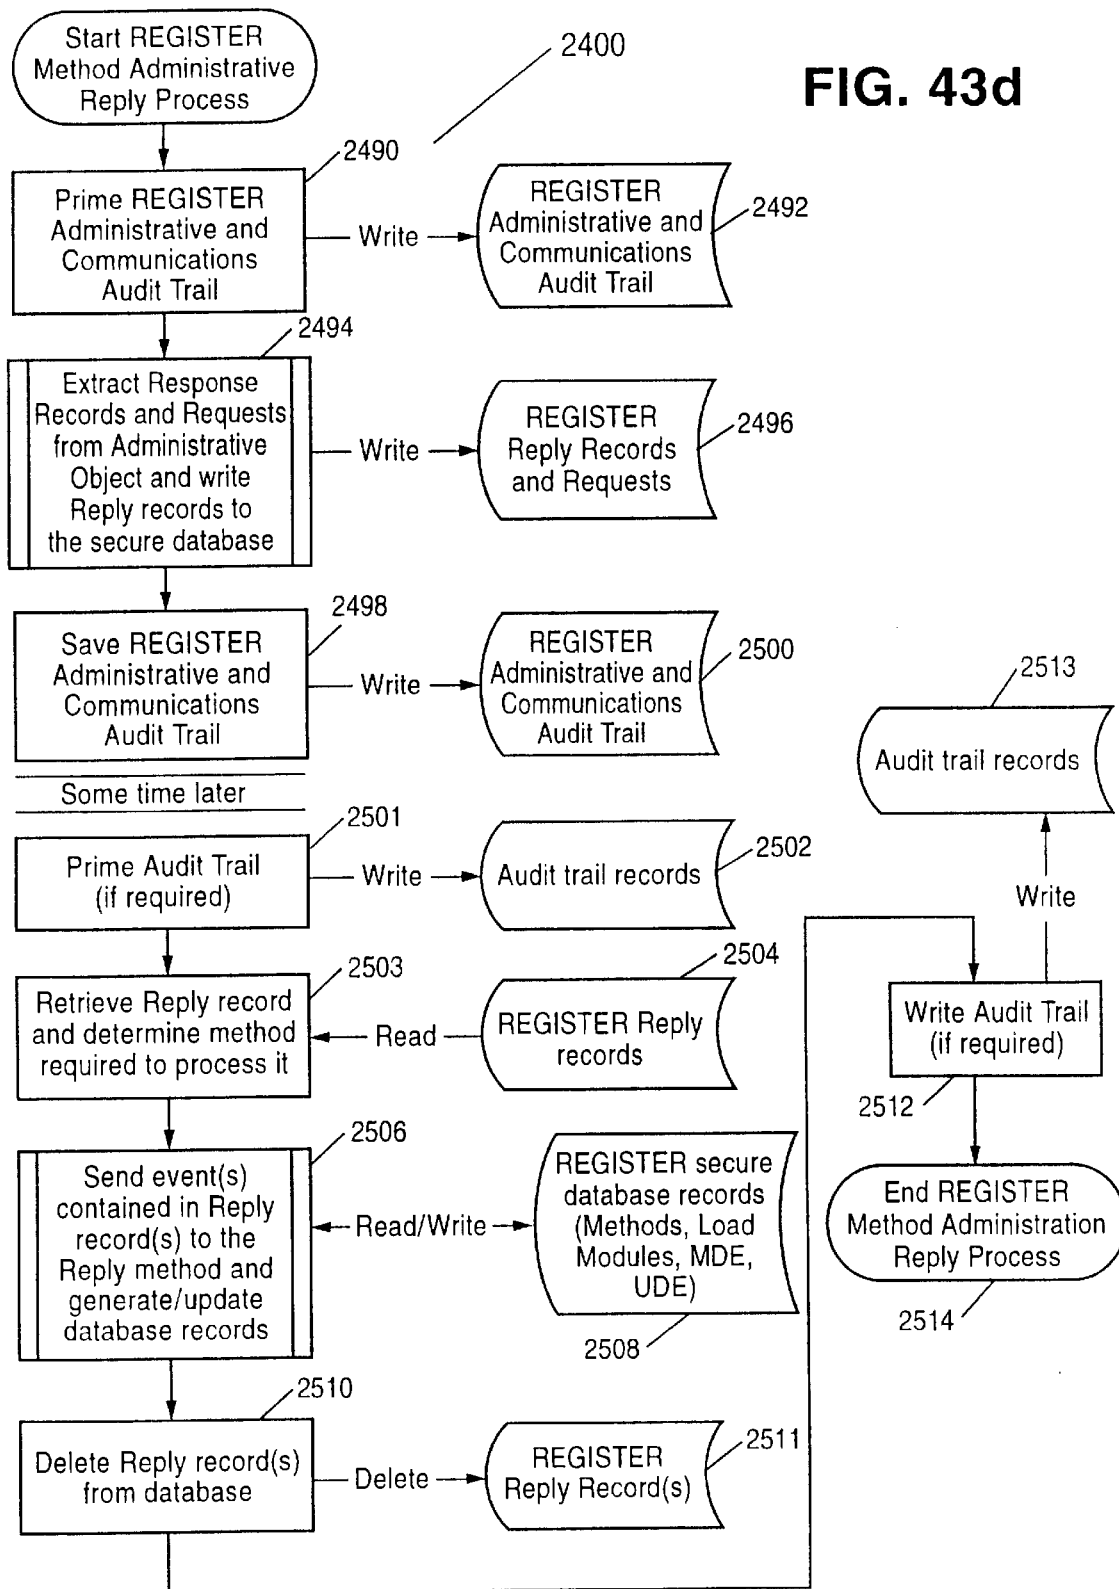 Start REGISTER
Method Administrative
Reply Process
2400
FIG. 43d
2490
Prime REGISTER
Administrative and
Communications
Audit Trail
Write
REGISTER
Administrative and
Communications
Audit Trail
2492
2494
Extract Response
Records and Requests
from Administrative
Object and write
Reply records to
the secure database
Write
REGISTER
Reply Records
and Requests
2496
2498
Save REGISTER
Administrative and
Communications
Audit Trail
Write
REGISTER
Administrative and
Communications
Audit Trail
2500
Some time later
2501
Prime Audit Trail
(if required)
Write
Audit trail records
2502
2503
Retrieve Reply record
and determine method
required to process it
Read
REGISTER Reply
records
2504
2506
Send event(s)
contained in Reply
record(s) to the
Reply method and
generate/update
database records
Read/Write
REGISTER secure
database records
(Methods, Load
Modules, MDE,
UDE)
2508
2510
Delete Reply record(s)
from database
Delete
REGISTER
Reply Record(s)
2511
2513
Audit trail records
Write
Write Audit Trail
(if required)
2512
End REGISTER
Method Administration
Reply Process
2514